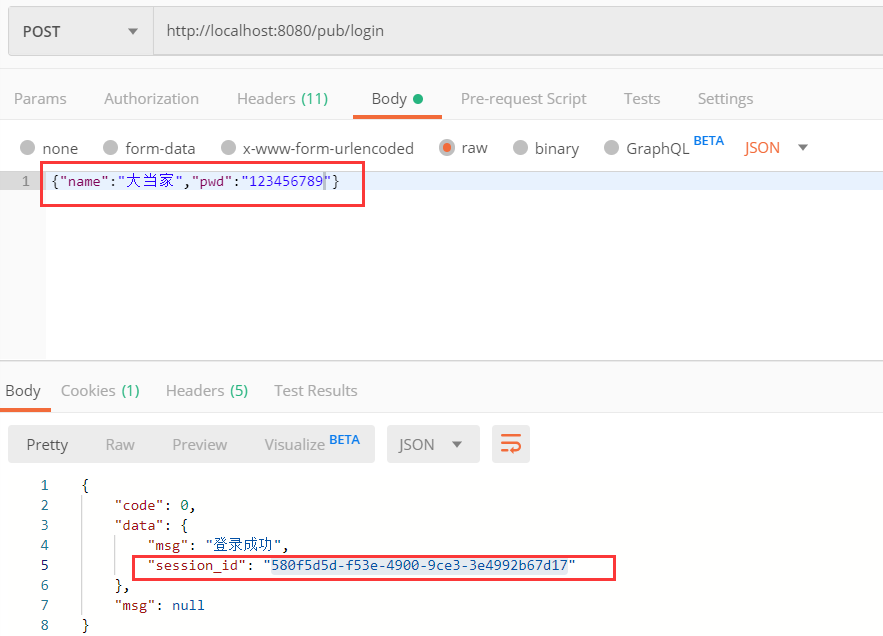 POST http://localhost:8080/pub/login
Params Authorization Headers (11) Body Pre-request Script Tests Settings
none form-data x-www-form-urlencoded raw binary GraphQL BETA JSON
1 {"name":"大当家","pwd":"123456789"}
Body Cookies (1) Headers (5) Test Results
Pretty Raw Preview Visualize BETA JSON
1 {
2 "code": 0,
3 "data": {
4 "msg": "登录成功",
5 "session_id": "580f5d5d-f53e-4900-9ce3-3e4992b67d17"
6 },
7 "msg": null
8 }